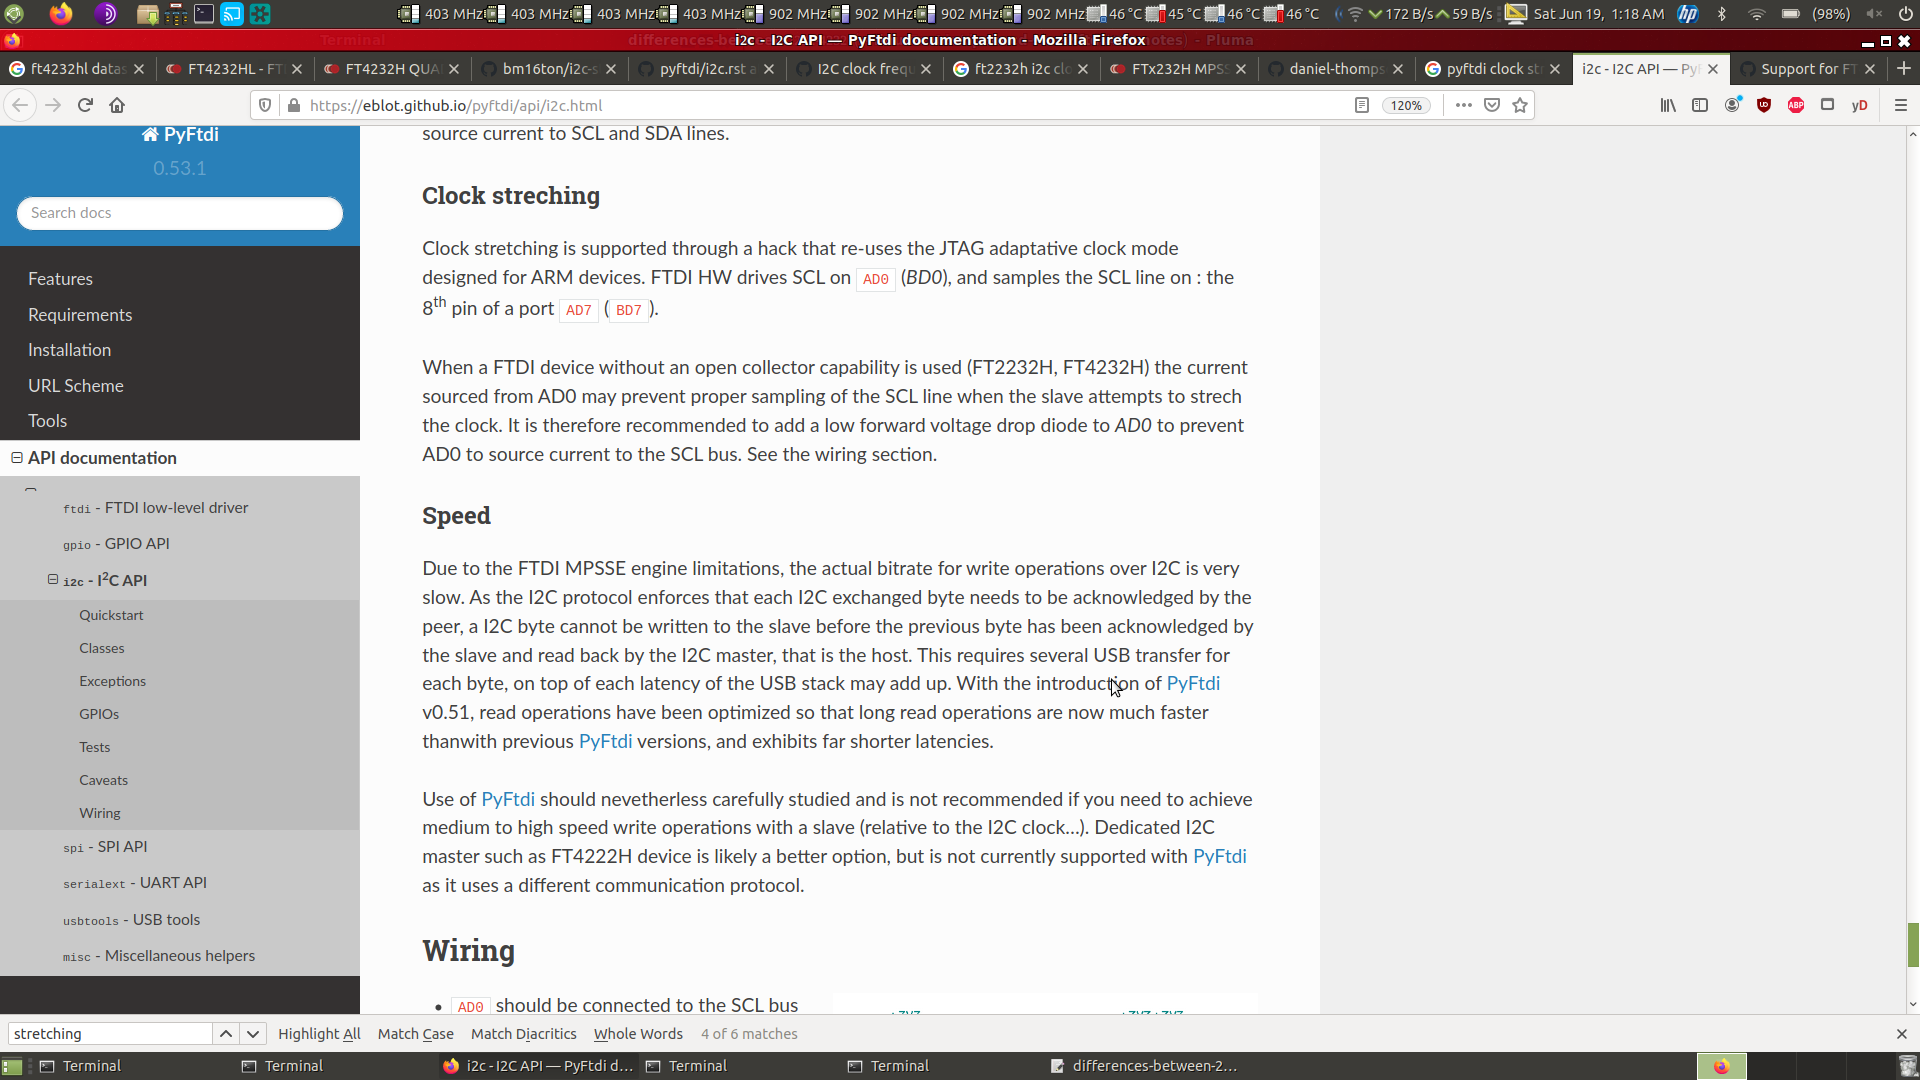 403 MHz 403 MHz 403 MHz 403 MHz 902 MHz 902 MHz 902 MHz 902 MHz 46 °C 45 °C 46 °C 46 °C 172 B/s 59 B/s Sat Jun 19, 1:18 AM (98%)
i2c - I2C API — PyFtdi documentation - Mozilla Firefox
ft4232hl datas FT4232HL - FT FT4232H QUA bm16ton/i2c-s pyftdi/i2c.rst a I2C clock freq ft2232h i2c cl FTx232H MPSS daniel-thomps pyftdi clock st i2c - I2C API — Py Support for FT
https://eblot.github.io/pyftdi/api/i2c.html 120%
PyFtdi
0.53.1
Search docs
Features
Requirements
Installation
URL Scheme
Tools
API documentation
ftdi - FTDI low-level driver
gpio - GPIO API
i2c - I2C API
Quickstart
Classes
Exceptions
GPIOs
Tests
Caveats
Wiring
spi - SPI API
serialext - UART API
usbtools - USB tools
misc - Miscellaneous helpers
source current to SCL and SDA lines.
Clock streching
Clock stretching is supported through a hack that re-uses the JTAG adaptative clock mode
designed for ARM devices. FTDI HW drives SCL on AD0 (BD0), and samples the SCL line on : the
8th pin of a port AD7 ( BD7 ).
When a FTDI device without an open collector capability is used (FT2232H, FT4232H) the current
sourced from AD0 may prevent proper sampling of the SCL line when the slave attempts to strech
the clock. It is therefore recommended to add a low forward voltage drop diode to AD0 to prevent
AD0 to source current to the SCL bus. See the wiring section.
Speed
Due to the FTDI MPSSE engine limitations, the actual bitrate for write operations over I2C is very
slow. As the I2C protocol enforces that each I2C exchanged byte needs to be acknowledged by the
peer, a I2C byte cannot be written to the slave before the previous byte has been acknowledged by
the slave and read back by the I2C master, that is the host. This requires several USB transfer for
each byte, on top of each latency of the USB stack may add up. With the introduction of PyFtdi
v0.51, read operations have been optimized so that long read operations are now much faster
thanwith previous PyFtdi versions, and exhibits far shorter latencies.
Use of PyFtdi should nevetherless carefully studied and is not recommended if you need to achieve
medium to high speed write operations with a slave (relative to the I2C clock...). Dedicated I2C
master such as FT4222H device is likely a better option, but is not currently supported with PyFtdi
as it uses a different communication protocol.
Wiring
AD0 should be connected to the SCL bus
stretching Highlight All Match Case Match Diacritics Whole Words 4 of 6 matches
Terminal Terminal i2c - I2C API — PyFtdi d... Terminal Terminal differences-between-2...